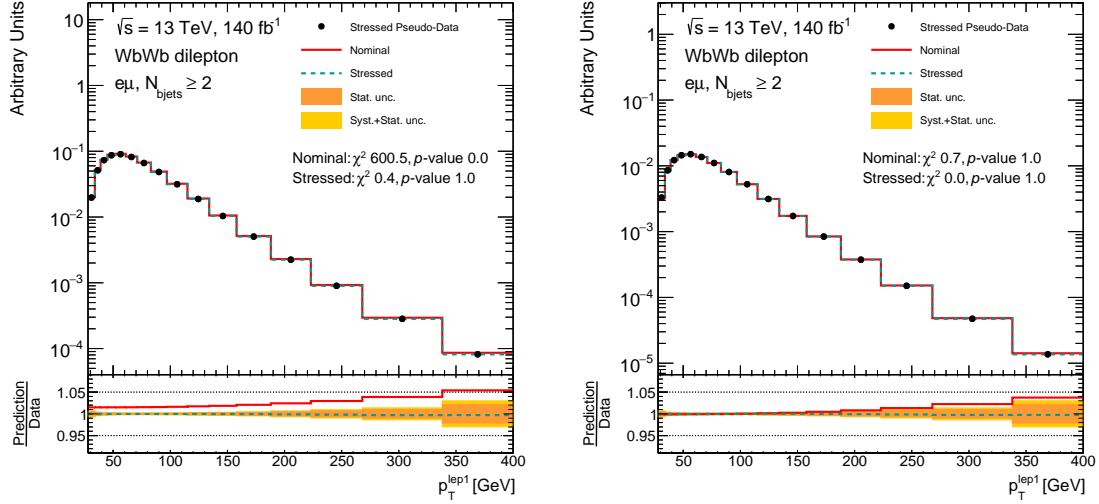 Arbitrary Units
10
1
10⁻¹
10⁻²
10⁻³
10⁻⁴
√s = 13 TeV, 140 fb⁻¹
WbWb dilepton
eμ, N_bjets ≥ 2
Stressed Pseudo-Data
Nominal
Stressed
Stat. unc.
Syst.+Stat. unc.
Nominal: χ² 600.5, p-value 0.0
Stressed: χ² 0.4, p-value 1.0
Prediction
Data
1.05
1
0.95
50 100 150 200 250 300 350 400
p_T^lep1 [GeV]
Arbitrary Units
1
10⁻¹
10⁻²
10⁻³
10⁻⁴
10⁻⁵
√s = 13 TeV, 140 fb⁻¹
WbWb dilepton
eμ, N_bjets ≥ 2
Stressed Pseudo-Data
Nominal
Stressed
Stat. unc.
Syst.+Stat. unc.
Nominal: χ² 0.7, p-value 1.0
Stressed: χ² 0.0, p-value 1.0
Prediction
Data
1.05
1
0.95
50 100 150 200 250 300 350 400
p_T^lep1 [GeV]